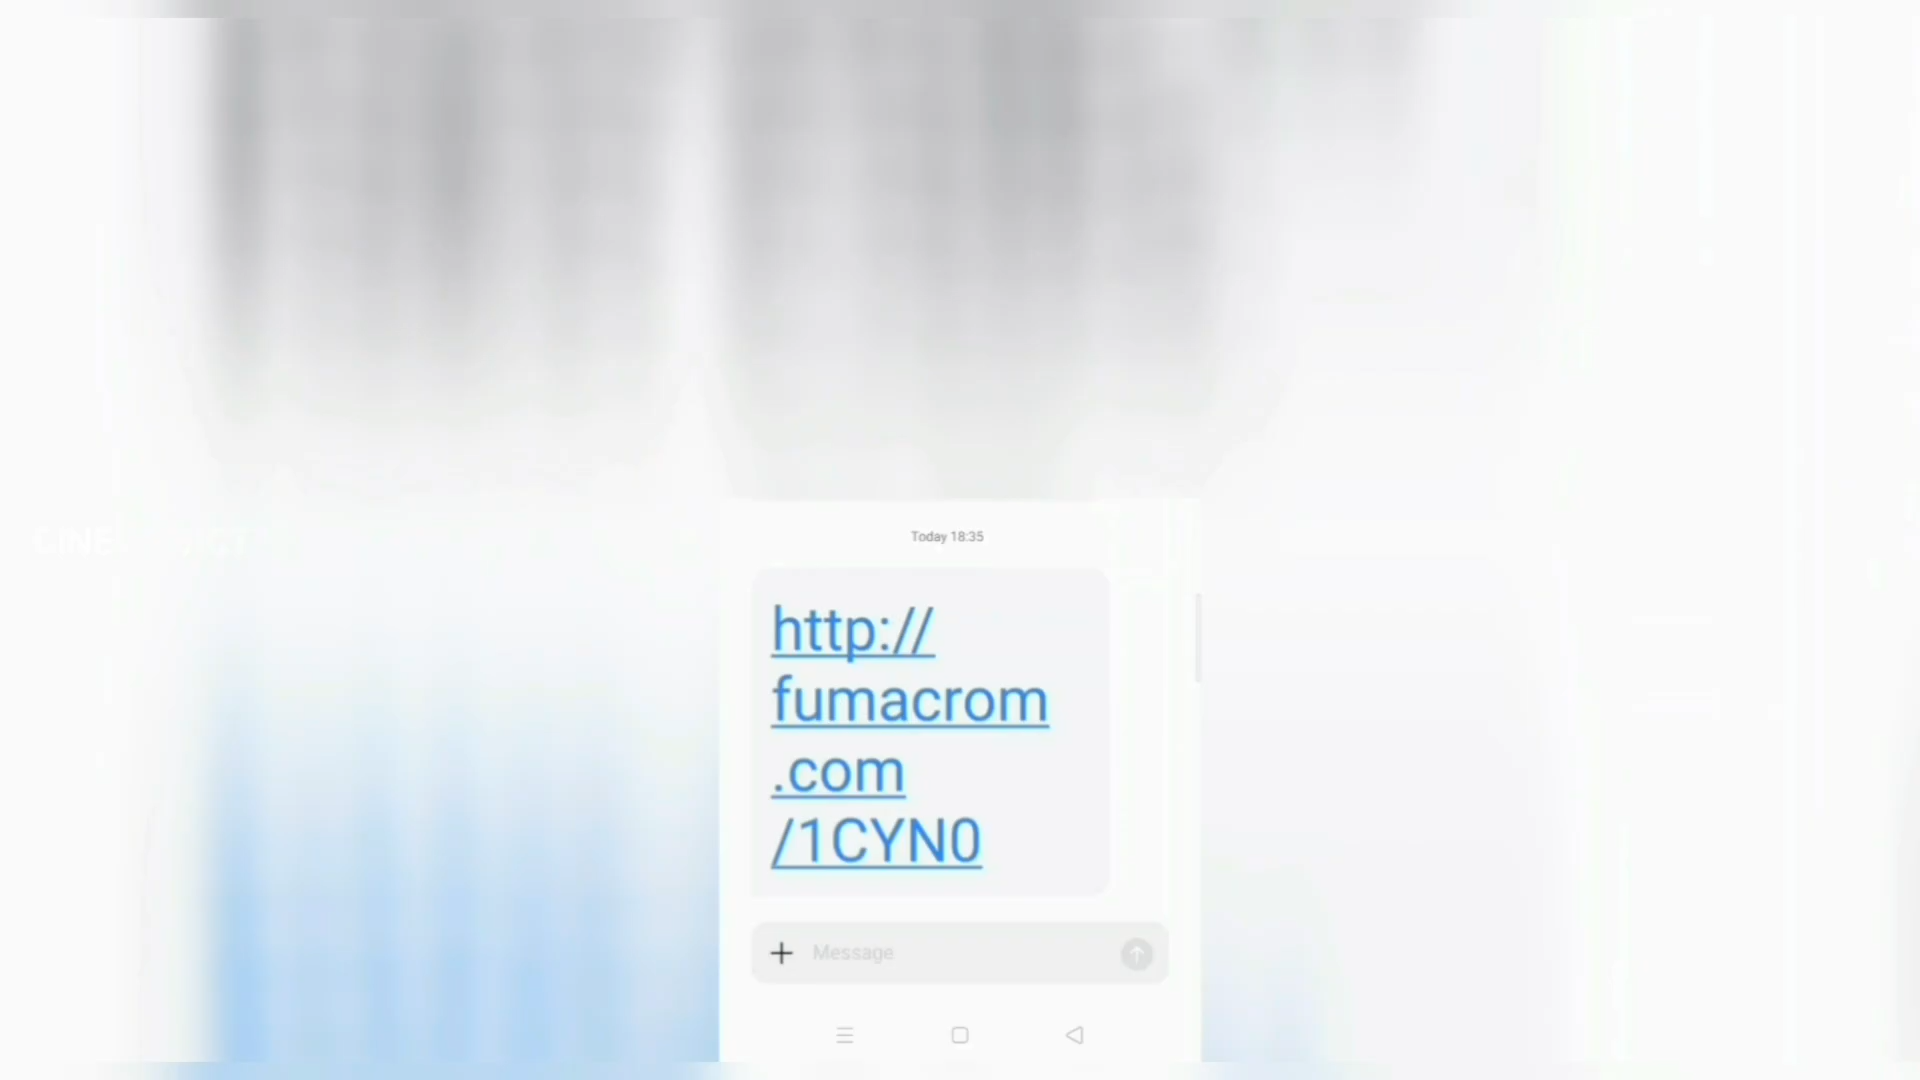 Today 18:35
http://
fumacrom
.com
/1CYN0
Message